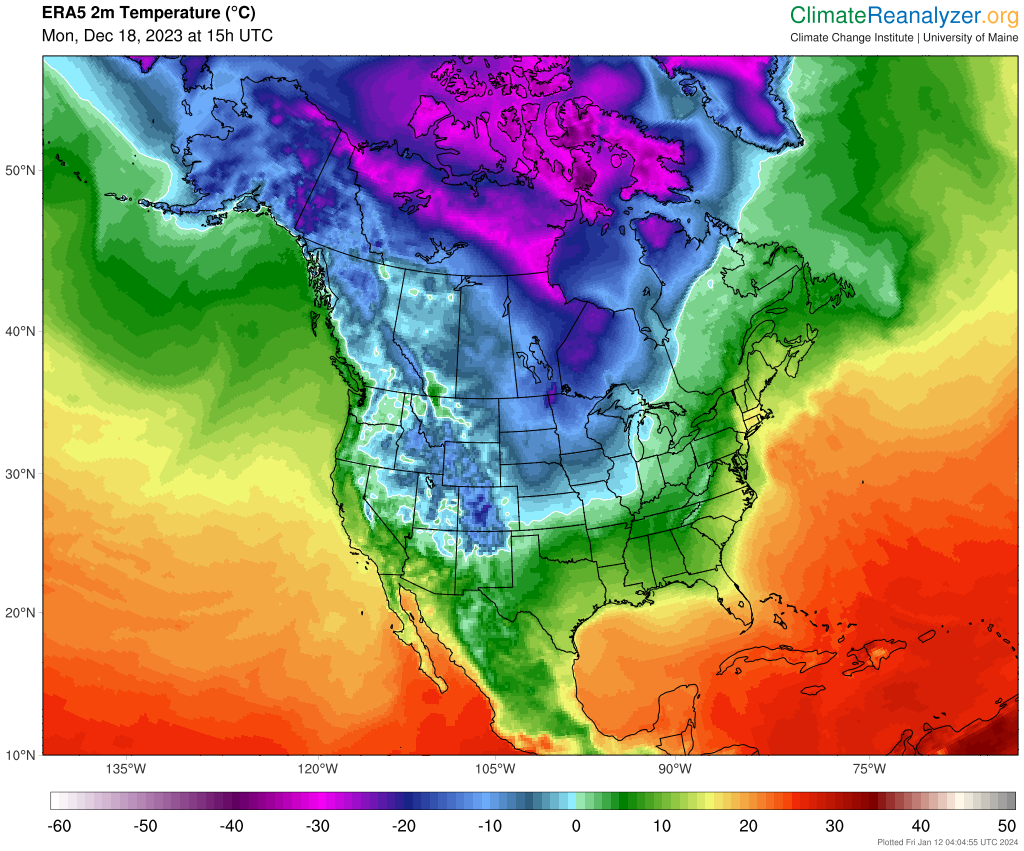 ERA5 2m Temperature (°C)
Mon, Dec 18, 2023 at 15h UTC
ClimateReanalyzer.org
Climate Change Institute | University of Maine
50°N
40°N
30°N
20°N
10°N
135°W
120°W
105°W
90°W
75°W
-60
-50
-40
-30
-20
-10
0
10
20
30
40
50
Plotted Fri Jan 12 04:04:55 UTC 2024